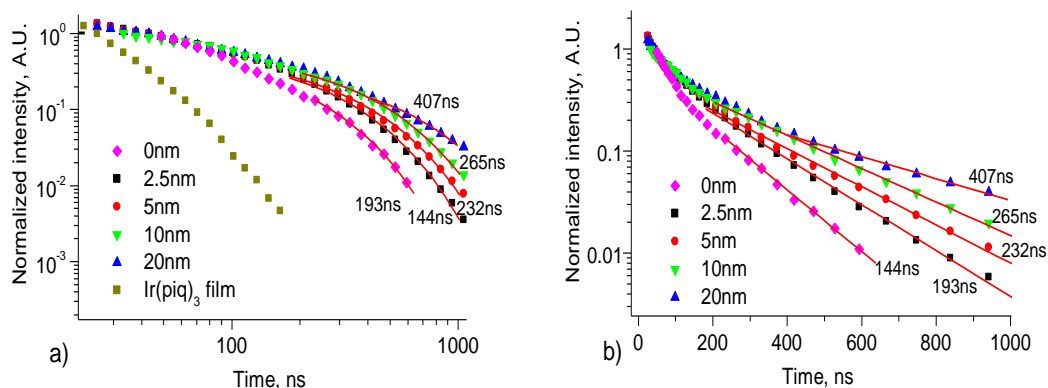 Normalized intensity, A.U.
10^0
10^-1
10^-2
10^-3
0nm
2.5nm
5nm
10nm
20nm
Ir(piq)_3 film
407ns
265ns
232ns
193ns
144ns
a)
100
1000
Time, ns
Normalized intensity, A.U.
1
0.1
0.01
0nm
2.5nm
5nm
10nm
20nm
407ns
265ns
232ns
144ns
193ns
b)
0 200 400 600 800 1000
Time, ns